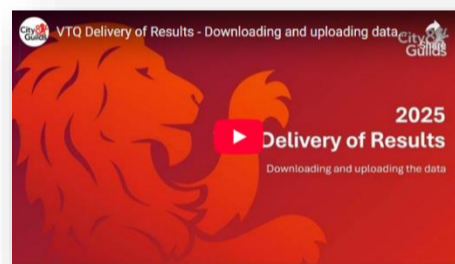 City&
Guilds
VTQ Delivery of Results - Downloading and uploading data
City&
Guilds
2025
Delivery of Results
Downloading and uploading the data